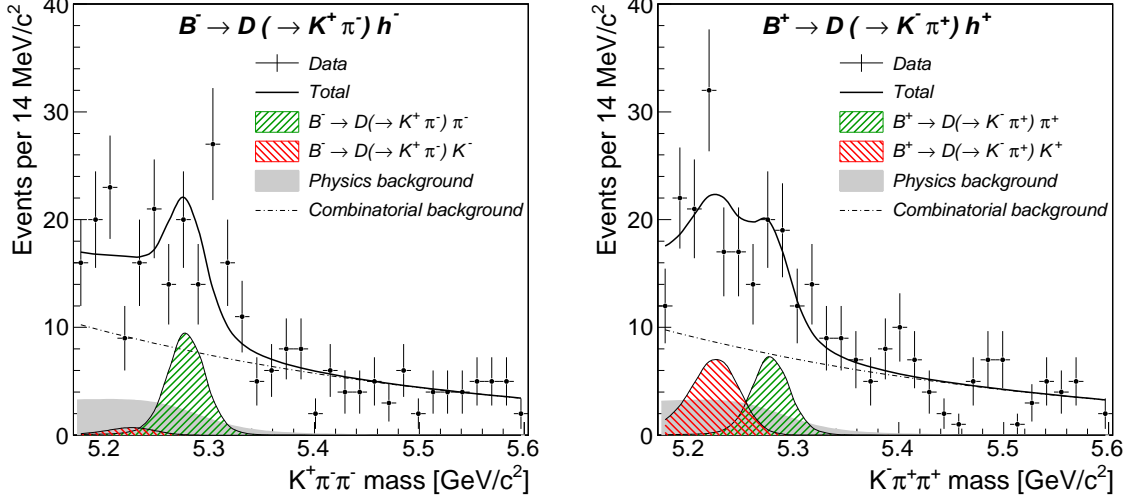 B⁻ → D (→ K⁺ π⁻) h⁻
Data
Total
B⁻ → D(→ K⁺ π⁻) π⁻
B⁻ → D(→ K⁺ π⁻) K⁻
Physics background
Combinatorial background
Events per 14 MeV/c²
40
30
20
10
0
5.2
5.3
5.4
5.5
5.6
K⁺π⁻π⁻ mass [GeV/c²]
B⁺ → D (→ K⁻ π⁺) h⁺
Data
Total
B⁺ → D(→ K⁻ π⁺) π⁺
B⁺ → D(→ K⁻ π⁺) K⁺
Physics background
Combinatorial background
Events per 14 MeV/c²
40
30
20
10
0
5.2
5.3
5.4
5.5
5.6
K⁻π⁺π⁺ mass [GeV/c²]